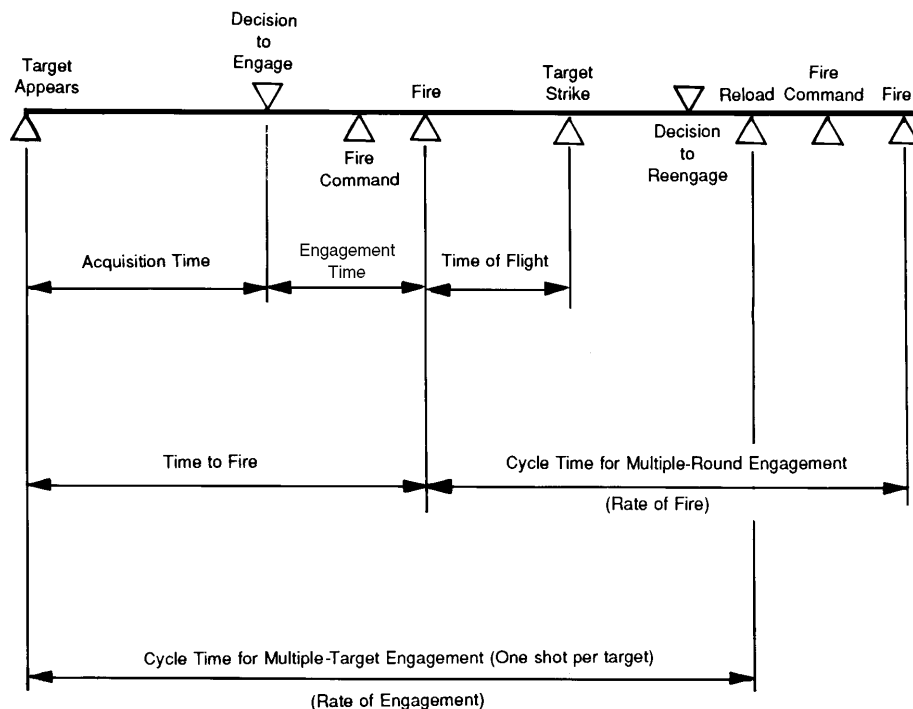 Target
Appears
Decision
to
Engage
Fire
Command
Fire
Target
Strike
Decision
to
Reengage
Reload
Fire
Command
Fire
Acquisition Time
Engagement
Time
Time of Flight
Time to Fire
Cycle Time for Multiple-Round Engagement
(Rate of Fire)
Cycle Time for Multiple-Target Engagement (One shot per target)
(Rate of Engagement)